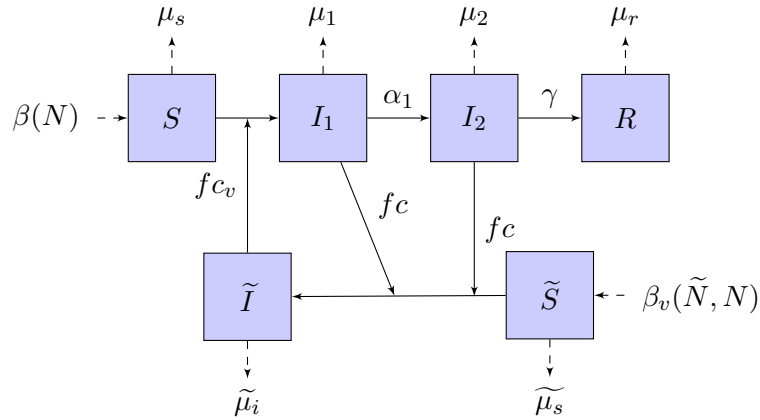 μ_s μ_1 μ_2 μ_r
β(N) S I_1 α_1 I_2 γ R
fc_v fc fc
Ĩ S̃ β_v(Ñ, N)
μ̃_i μ̃_s